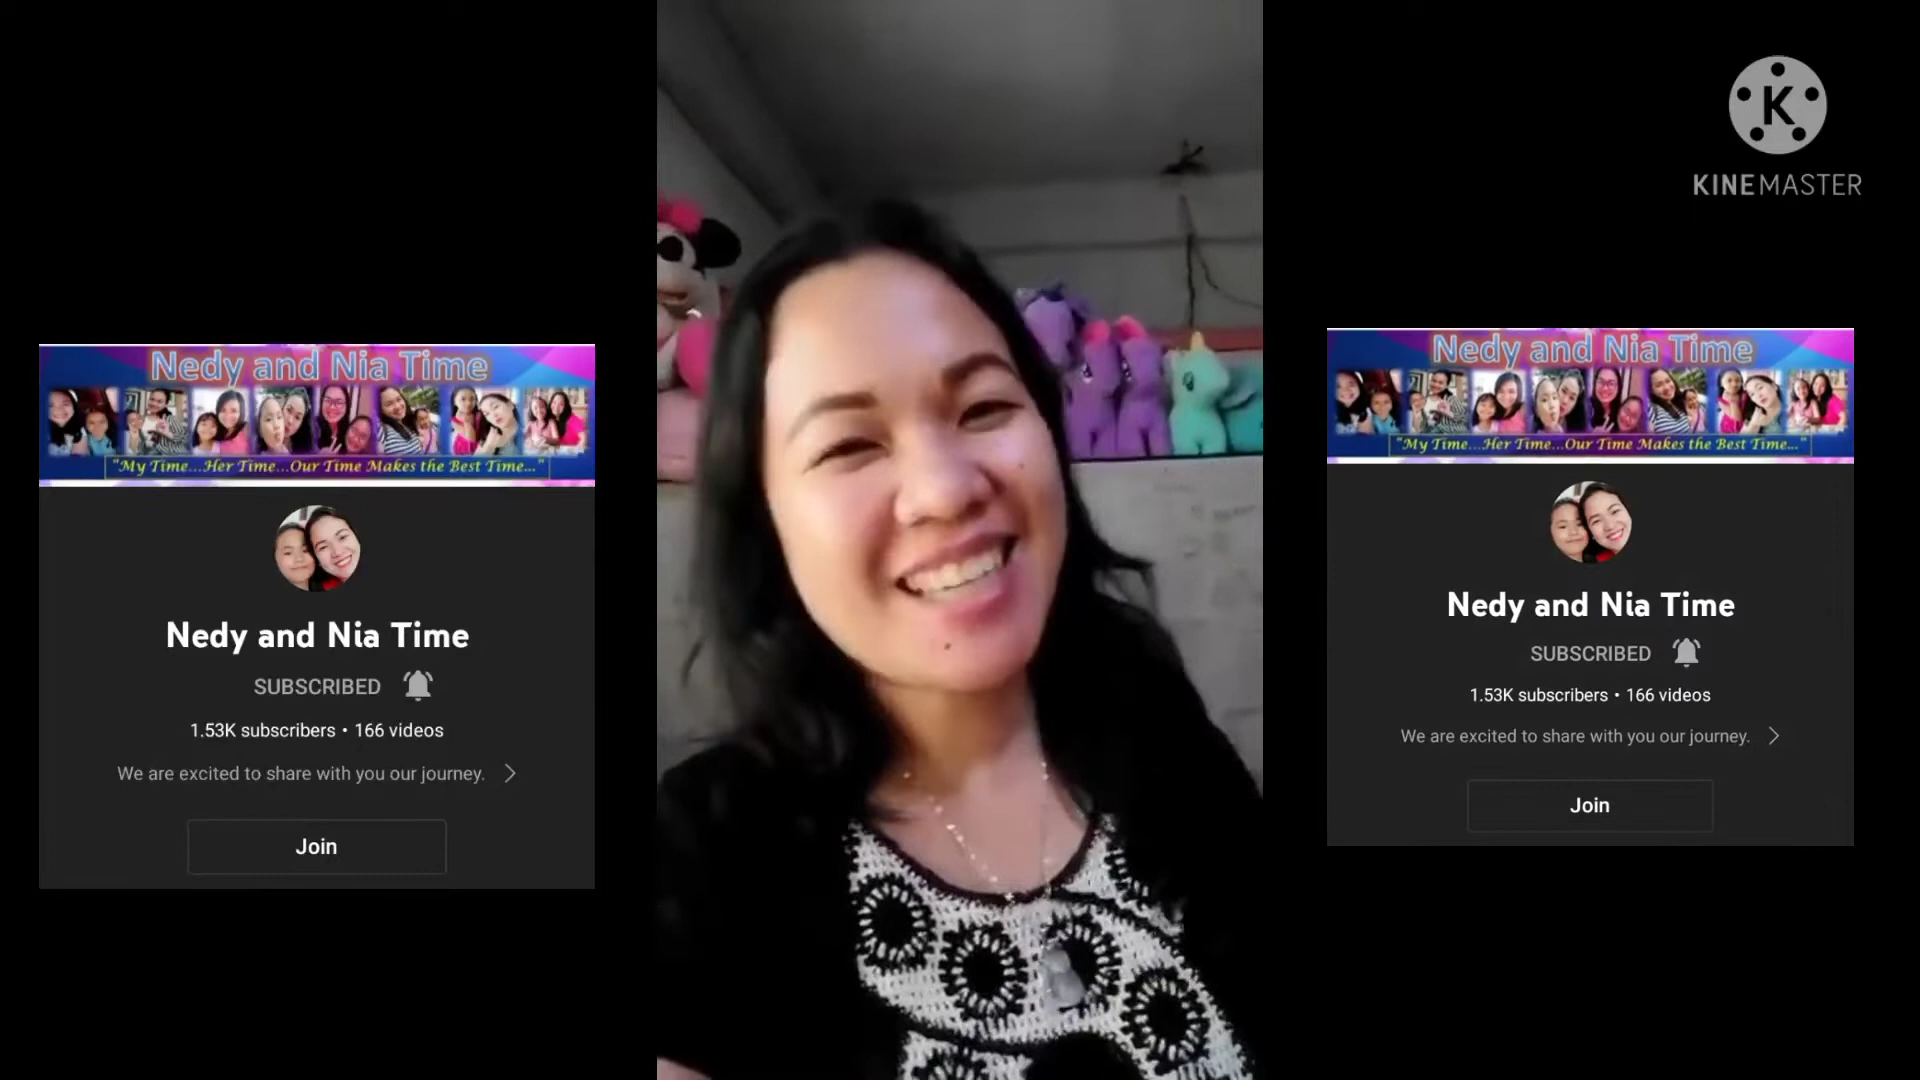 K
KINEMASTER
Nedy and Nia Time
"My Time...Her Time...Our Time Makes the Best Time..."
Nedy and Nia Time
SUBSCRIBED
1.53K subscribers • 166 videos
We are excited to share with you our journey.
Join
Nedy and Nia Time
"My Time...Her Time...Our Time Makes the Best Time..."
Nedy and Nia Time
SUBSCRIBED
1.53K subscribers • 166 videos
We are excited to share with you our journey.
Join